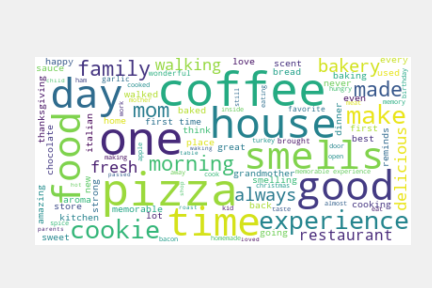 happy
family
walking
love
scent
bakery
every
sauce
wonderful
garlic
bread
baking
used
day
coffee
made
never
walked
mom
baked
favorite
even
make
thanksgiving
home
first time
house
dinner
first
italian
think
great
best
chocolate
food
one
place
turkey
brought
door
open
reminds
delicious
fresh
morning
smells
grandmother
smelling
memorable experience
christmas
good
always
cooking
pizza
amazing
aroma
new
strong
store
memorable
lot
kid
back
taste
almost
kitchen
time
experience
spice
cookie
going
restaurant
parents
sweet
bacon
homemade
loved
ham
cooked
inside
eating
still
hungry
memory
birthday
making
apple
work